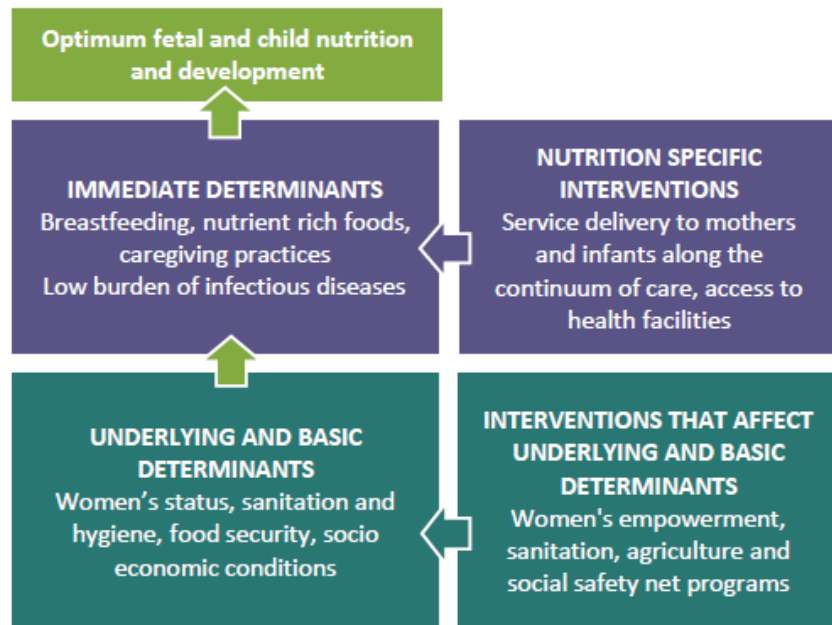 Optimum fetal and child nutrition
and development
IMMEDIATE DETERMINANTS
Breastfeeding, nutrient rich foods,
caregiving practices
Low burden of infectious diseases
NUTRITION SPECIFIC
INTERVENTIONS
Service delivery to mothers
and infants along the
continuum of care, access to
health facilities
UNDERLYING AND BASIC
DETERMINANTS
Women’s status, sanitation and
hygiene, food security, socio
economic conditions
INTERVENTIONS THAT AFFECT
UNDERLYING AND BASIC
DETERMINANTS
Women's empowerment,
sanitation, agriculture and
social safety net programs